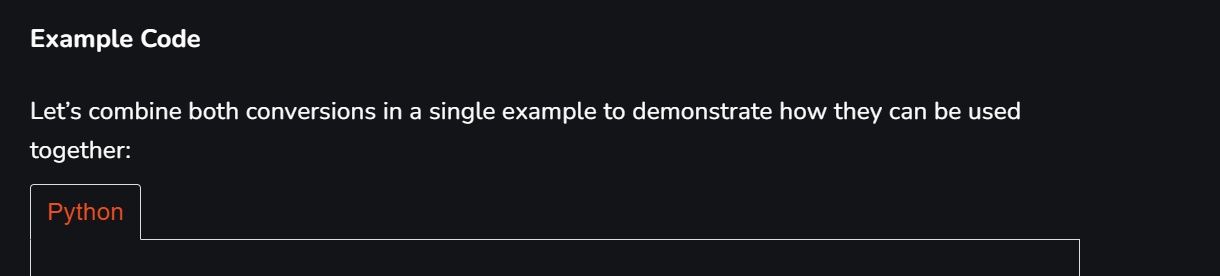 Example Code
Let’s combine both conversions in a single example to demonstrate how they can be used
together:
Python